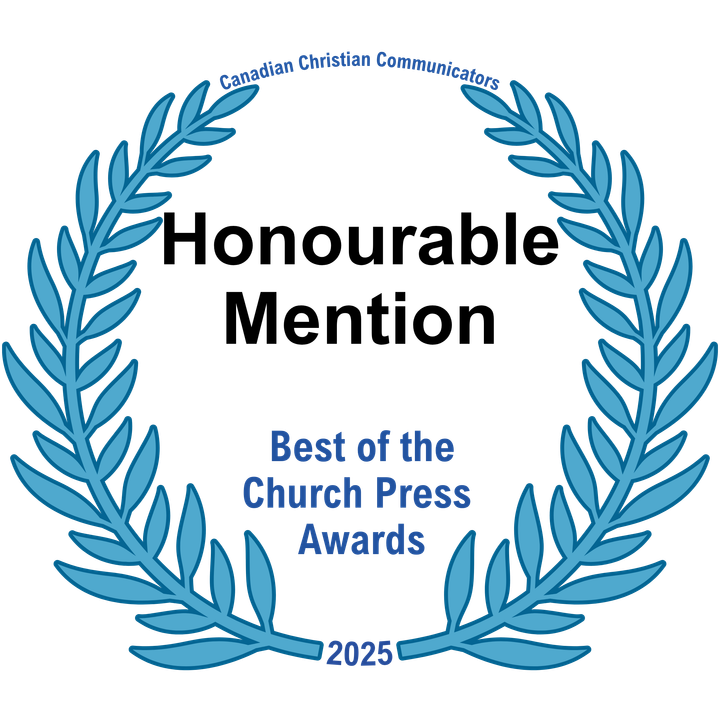 Canadian Christian Communicators
Honourable
Mention
Best of the
Church Press
Awards
2025